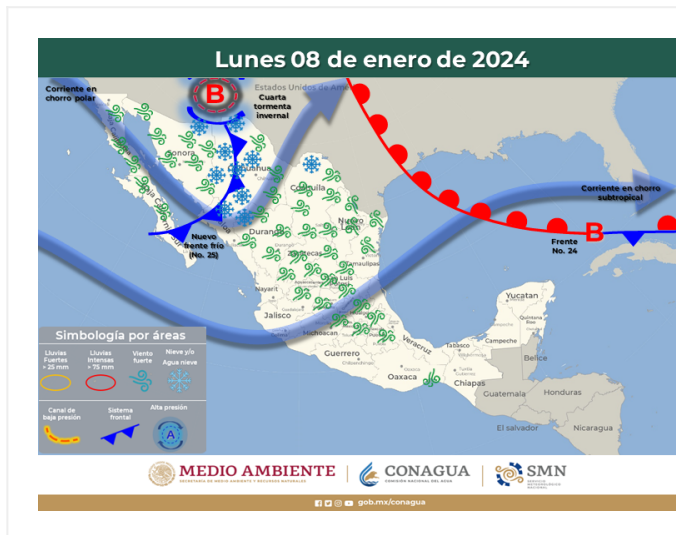 Lunes 08 de enero de 2024
Corriente en
chorro polar
B
Cuarta
tormenta
invernal
Estados Unidos de Amé
Sonora
Chihuahua
Coahuila
Nuevo
León
Durango
Zacatecas
Tamaulipas
San Luis
Nayarit
Jalisco
Michoacán
Guerrero
Oaxaca
Veracruz
Tabasco
Chiapas
Campeche
Yucatan
Quintana
Roo
Belice
Guatemala
Honduras
El salvador
Nicaragua
Nuevo
frente frío
(No. 25)
Corriente en chorro
subtropical
Frente
No. 24
B
Simbología por áreas
Lluvias
Fuertes
> 25 mm
Lluvias
Intensas
> 75 mm
Viento
fuerte
Nieve y/o
Agua nieve
Canal de
baja presión
Sistema
frontal
Alta presión
A
MEDIO AMBIENTE
SECRETARÍA DE MEDIO AMBIENTE Y RECURSOS NATURALES
CONAGUA
COMISIÓN NACIONAL DEL AGUA
SMN
SERVICIO
METEOROLÓGICO
NACIONAL
gob.mx/conagua